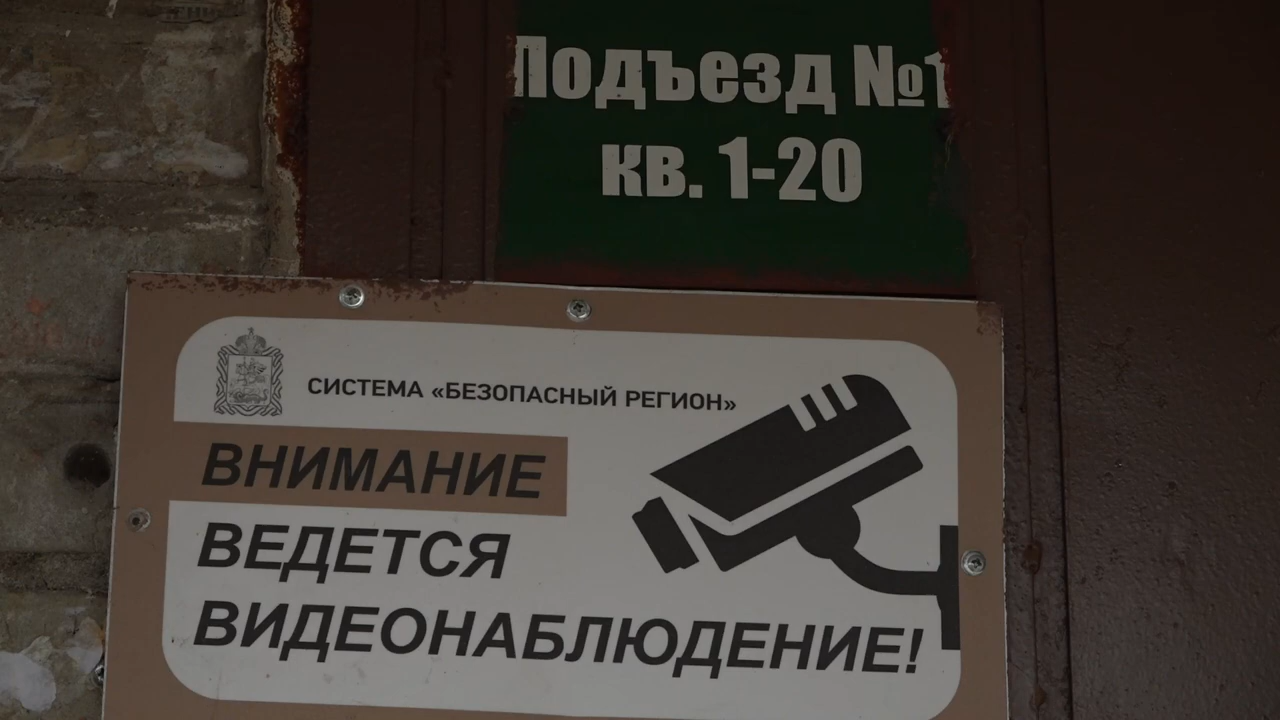 Подъезд №1
кв. 1-20
СИСТЕМА «БЕЗОПАСНЫЙ РЕГИОН»
ВНИМАНИЕ
ВЕДЕТСЯ
ВИДЕОНАБЛЮДЕНИЕ!